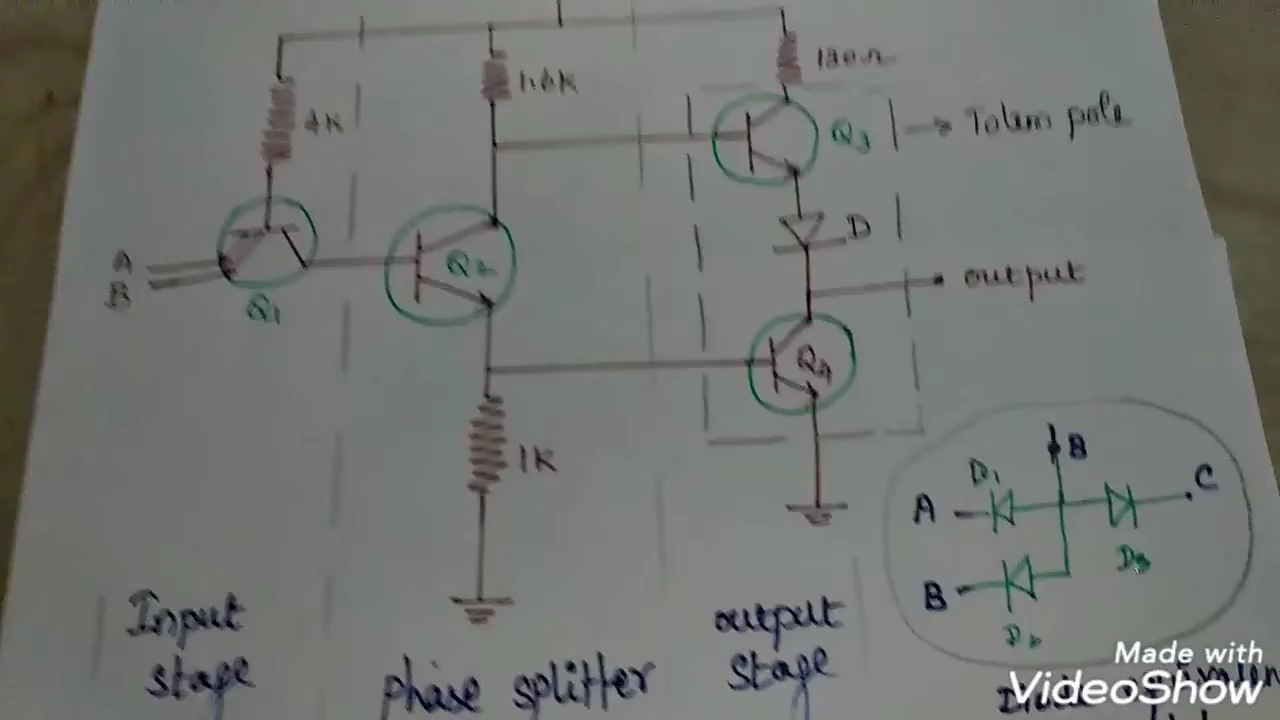 130Ω
1.6K
4K
Q3
→ Totem pole
D
A
B
Q1
Q2
output
Q4
1K
B
D1
A
C
D3
B
D2
Input
stage
phase splitter
output
stage
Made with
VideoShow